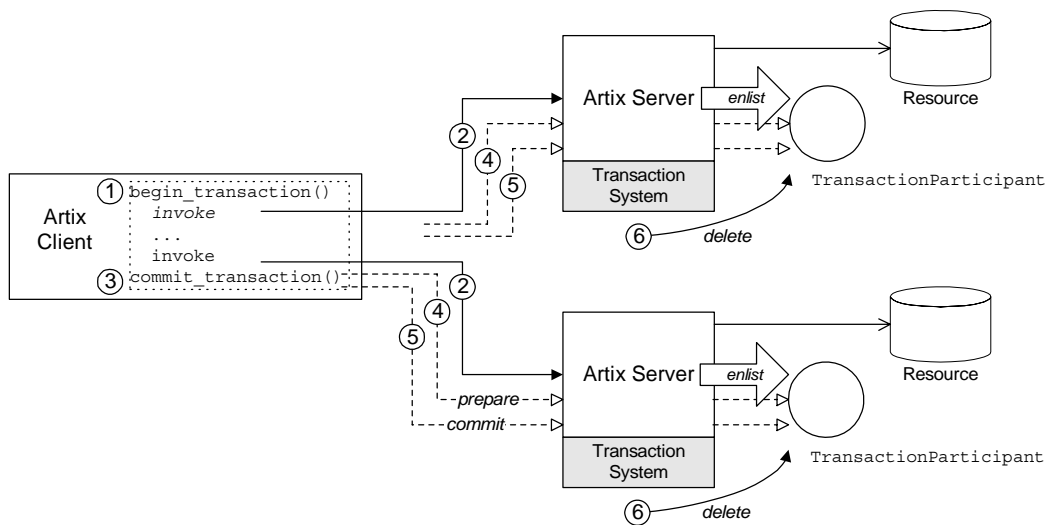 Artix Server
enlist
Resource
2
4
5
Transaction
System
TransactionParticipant
6
delete
Artix
Client
1
begin_transaction()
invoke
...
invoke
3
commit_transaction()
2
4
5
Artix Server
enlist
Resource
prepare
commit
Transaction
System
TransactionParticipant
6
delete